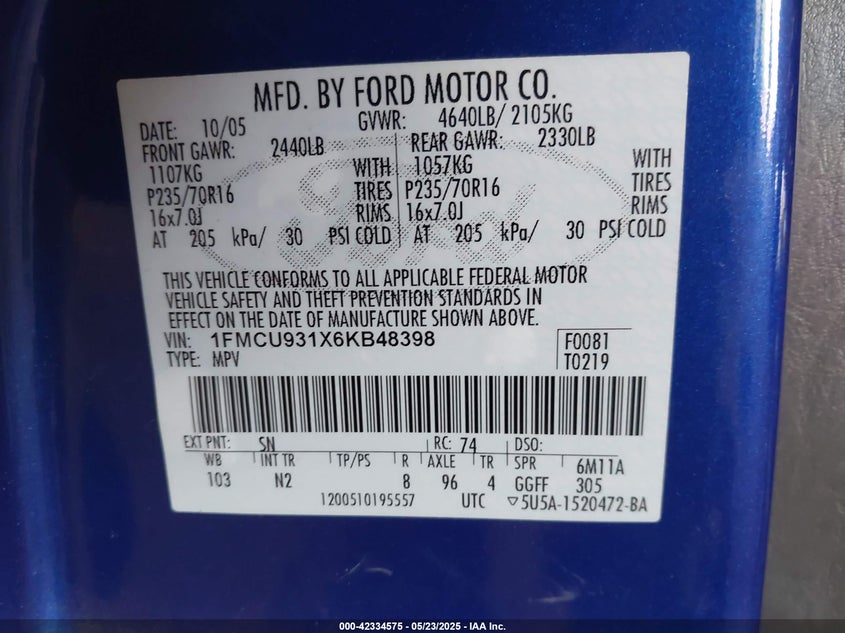 MFD. BY FORD MOTOR CO.
DATE: 10/05 GVWR: 4640LB/ 2105KG
FRONT GAWR: 2440LB REAR GAWR: 2330LB
1107KG WITH 1057KG WITH
P235/70R16 TIRES P235/70R16 TIRES
16x7.0J RIMS 16x7.0J RIMS
AT 205 kPa/ 30 PSI COLD AT 205 kPa/ 30 PSI COLD
THIS VEHICLE CONFORMS TO ALL APPLICABLE FEDERAL MOTOR
VEHICLE SAFETY AND THEFT PREVENTION STANDARDS IN
EFFECT ON THE DATE OF MANUFACTURE SHOWN ABOVE.
VIN: 1FMCU931X6KB48398 F0081
TYPE: MPV T0219
EXT PNT: SN RC: 74 DSO:
WB INT TR TP/PS R AXLE TR SPR 6M11A
103 N2 8 96 4 GGFF 305
1200510195557 UTC ▽5U5A-1520472-BA
Ford
000-42334575 — 05/23/2025 - IAA Inc.